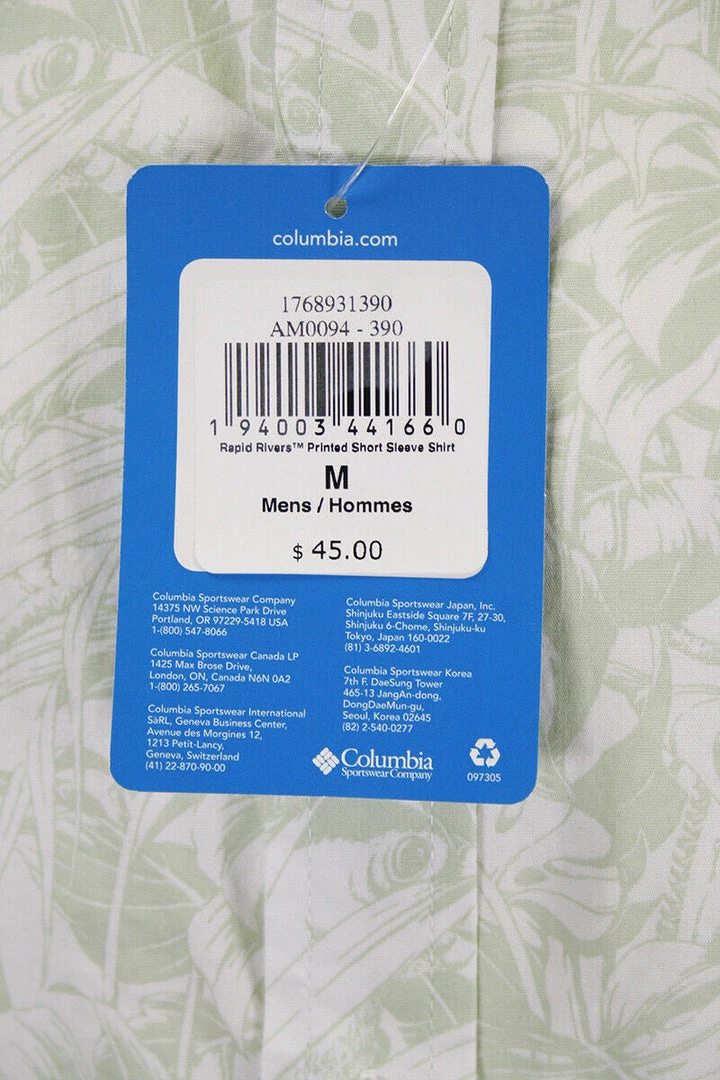 columbia.com
1768931390
AM0094 - 390
1 94003 44166 0
Rapid Rivers™ Printed Short Sleeve Shirt
M
Mens / Hommes
$ 45.00
Columbia Sportswear Company
14375 NW Science Park Drive
Portland, OR 97229-5418 USA
1-(800) 547-8066
Columbia Sportswear Canada LP
1425 Max Brose Drive,
London, ON, Canada N6N 0A2
1-(800) 265-7067
Columbia Sportswear International
SàRL, Geneva Business Center,
Avenue des Morgines 12,
1213 Petit-Lancy,
Geneva, Switzerland
(41) 22-870-90-00
Columbia Sportswear Japan, Inc.
Shinjuku Eastside Square 7F, 27-30,
Shinjuku 6-Chome, Shinjuku-ku
Tokyo, Japan 160-0022
(81) 3-6892-4601
Columbia Sportswear Korea
7th F. DaeSung Tower
465-13 JangAn-dong,
DongDaeMun-gu,
Seoul, Korea 02645
(82) 2-540-0277
Columbia
Sportswear Company
097305